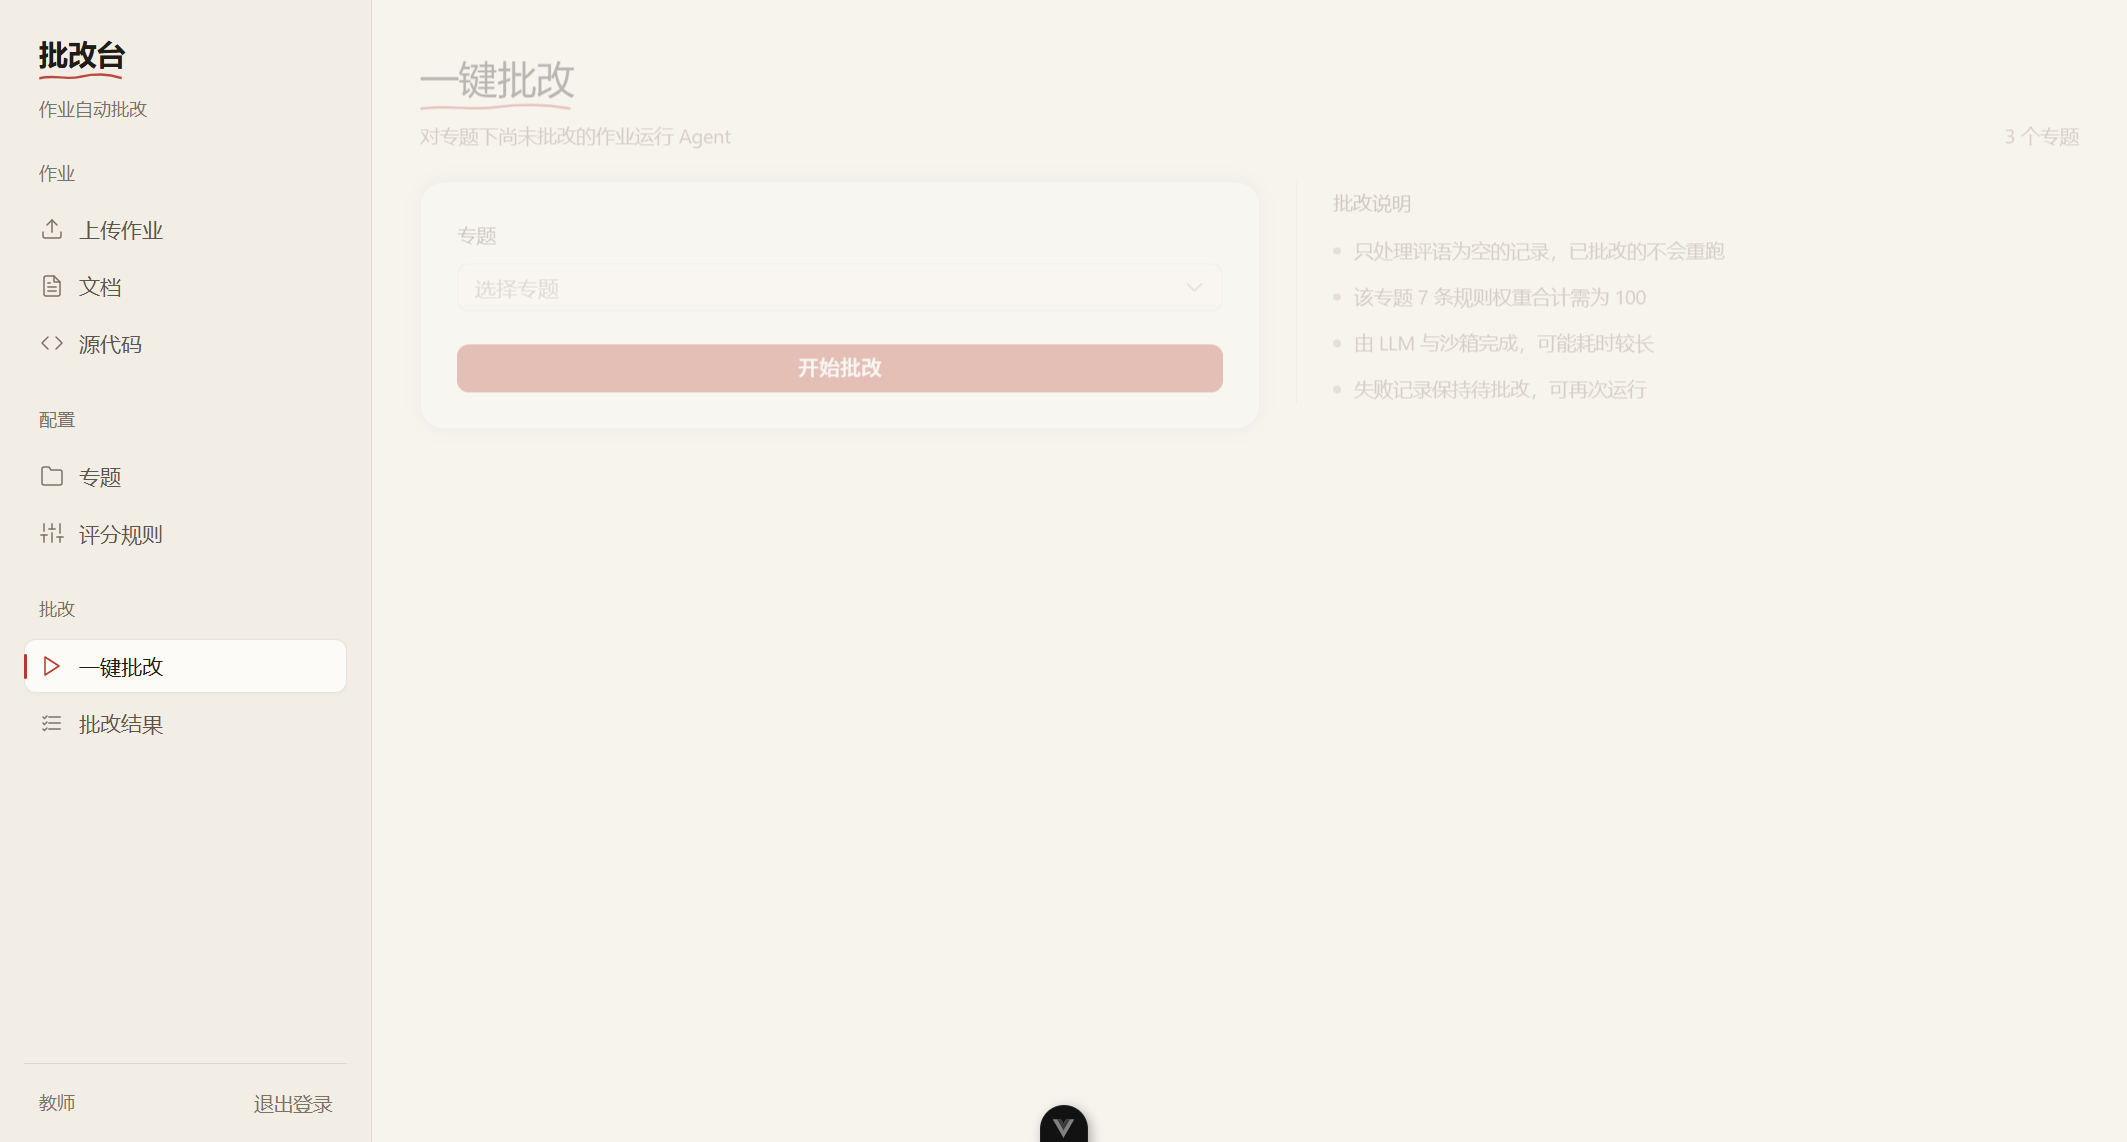 批改台
作业自动批改
作业
上传作业
文档
源代码
配置
专题
评分规则
批改
一键批改
批改结果
教师
退出登录
一键批改
对专题下尚未批改的作业运行 Agent
3 个专题
专题
选择专题
开始批改
批改说明
只处理评语为空的记录，已批改的不会重跑
该专题 7 条规则权重合计需为 100
由 LLM 与沙箱完成，可能耗时较长
失败记录保持待批改，可再次运行